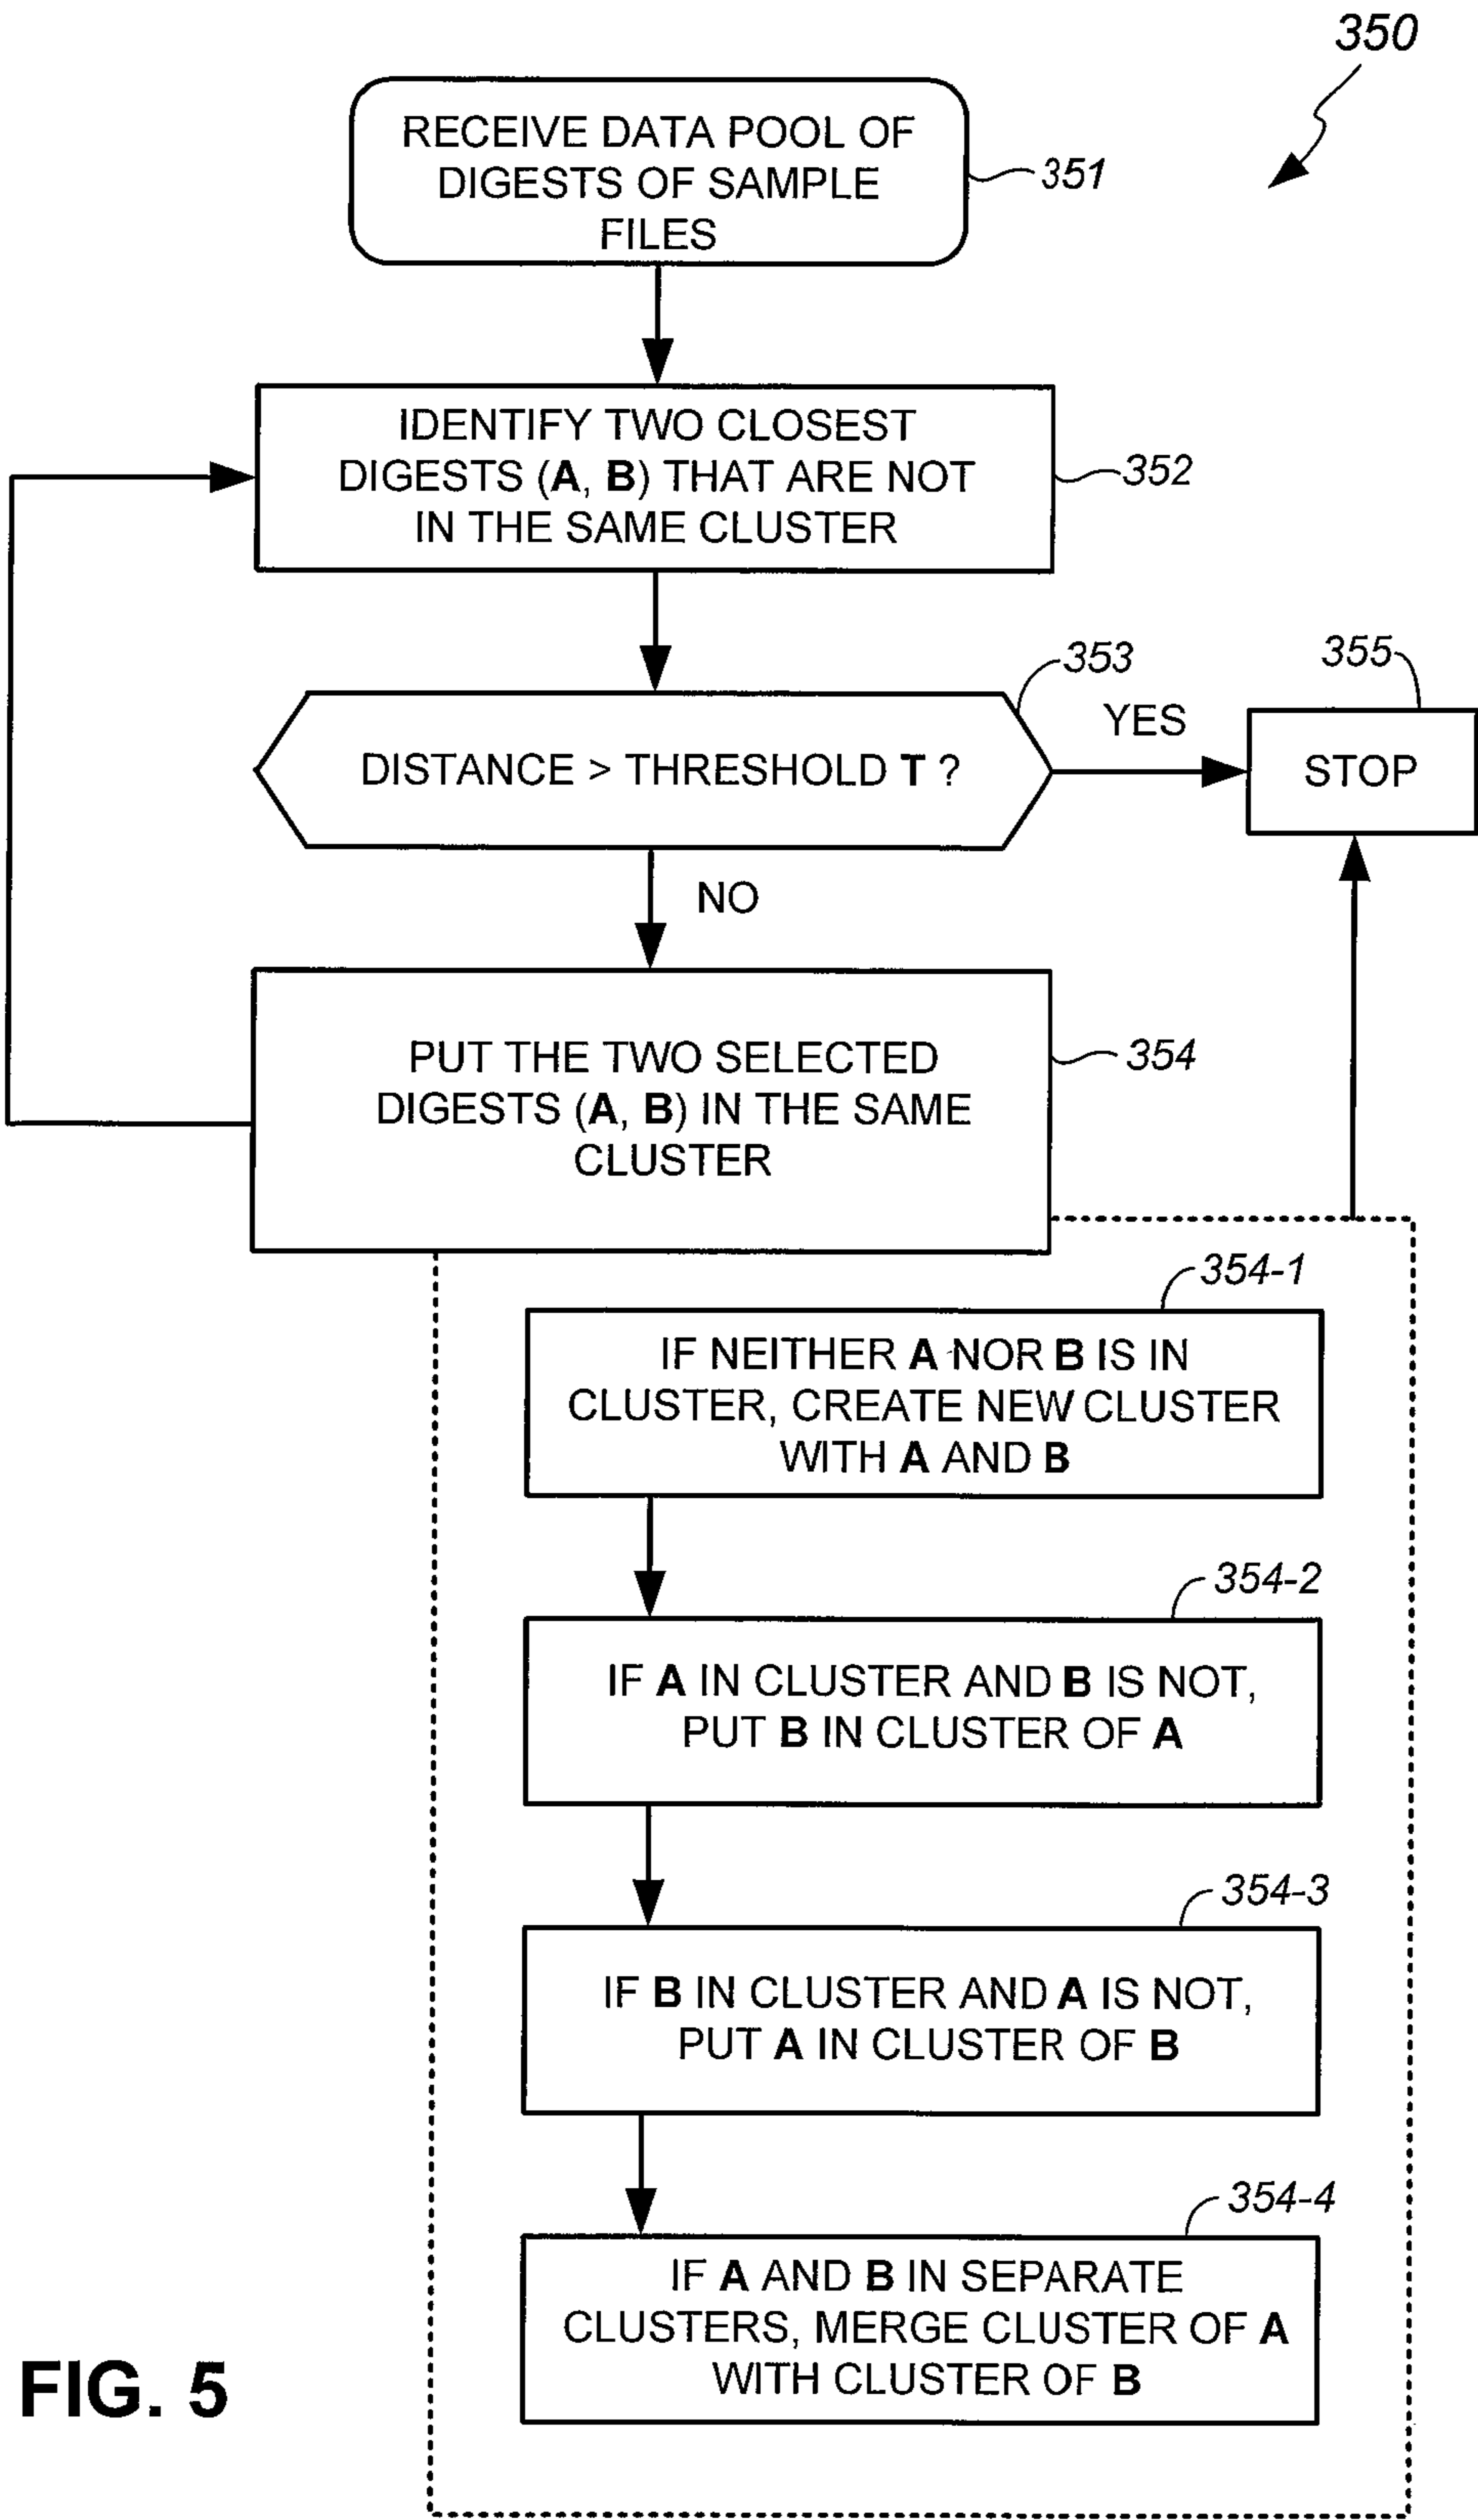 350
RECEIVE DATA POOL OF
DIGESTS OF SAMPLE
FILES
351
IDENTIFY TWO CLOSEST
DIGESTS (A, B) THAT ARE NOT
IN THE SAME CLUSTER
352
353
355
YES
DISTANCE > THRESHOLD T ?
STOP
NO
PUT THE TWO SELECTED
DIGESTS (A, B) IN THE SAME
CLUSTER
354
354-1
IF NEITHER A NOR B IS IN
CLUSTER, CREATE NEW CLUSTER
WITH A AND B
354-2
IF A IN CLUSTER AND B IS NOT,
PUT B IN CLUSTER OF A
354-3
IF B IN CLUSTER AND A IS NOT,
PUT A IN CLUSTER OF B
354-4
IF A AND B IN SEPARATE
CLUSTERS, MERGE CLUSTER OF A
WITH CLUSTER OF B
FIG. 5